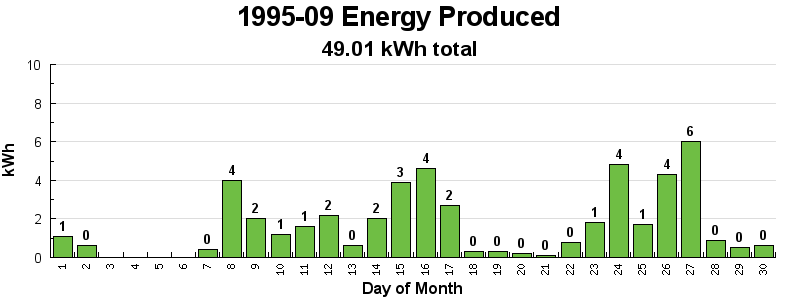 1995-09 Energy Produced
49.01 kWh total
kWh
10
8
6
4
2
0
1 0 0 4 2 1 1 2 0 2 3 4 2 0 0 0 0 0 1 4 1 4 6 0 0 0
1 2 3 4 5 6 7 8 9 10 11 12 13 14 15 16 17 18 19 20 21 22 23 24 25 26 27 28 29 30
Day of Month